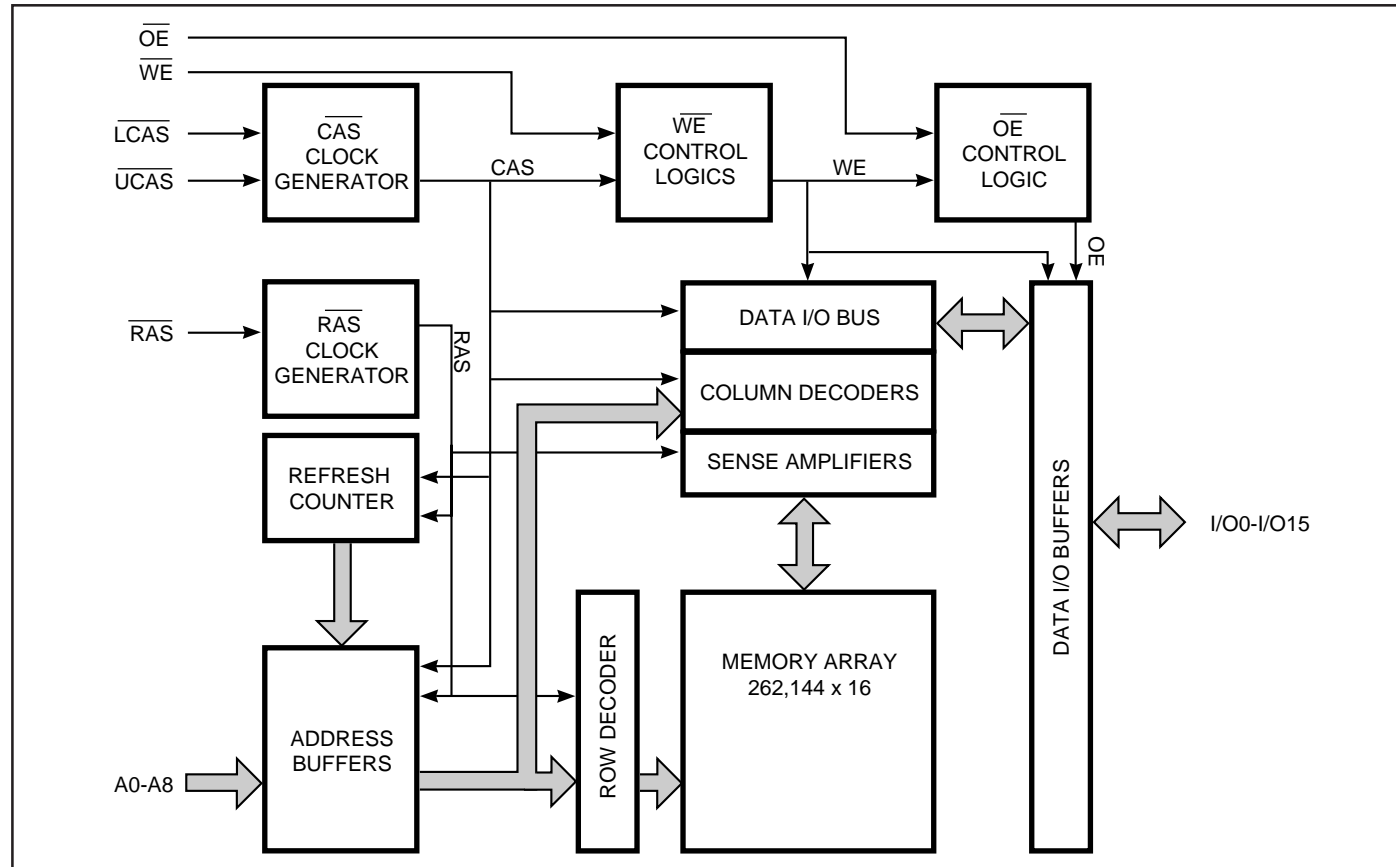 OE
WE
LCAS
UCAS
CAS
CLOCK
GENERATOR
CAS
WE
CONTROL
LOGICS
WE
OE
CONTROL
LOGIC
OE
RAS
RAS
CLOCK
GENERATOR
RAS
DATA I/O BUS
COLUMN DECODERS
SENSE AMPLIFIERS
REFRESH
COUNTER
DATA I/O BUFFERS
I/O0-I/O15
ROW DECODER
MEMORY ARRAY
262,144 x 16
ADDRESS
BUFFERS
A0-A8